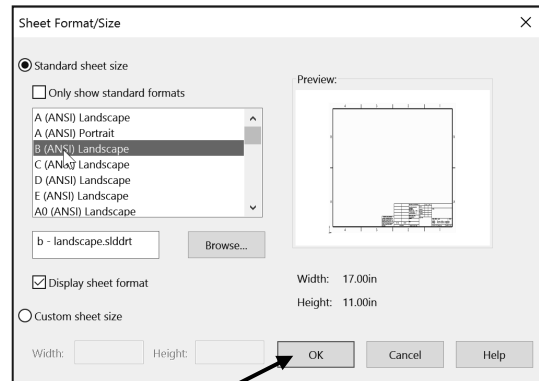 Sheet Format/Size
Standard sheet size
Only show standard formats
A (ANSI) Landscape
A (ANSI) Portrait
B (ANSI) Landscape
C (ANSI) Landscape
D (ANSI) Landscape
E (ANSI) Landscape
A0 (ANSI) Landscape
b - landscape.slddrt
Browse...
Display sheet format
Custom sheet size
Width:
Height:
Preview:
Width: 17.00in
Height: 11.00in
OK
Cancel
Help